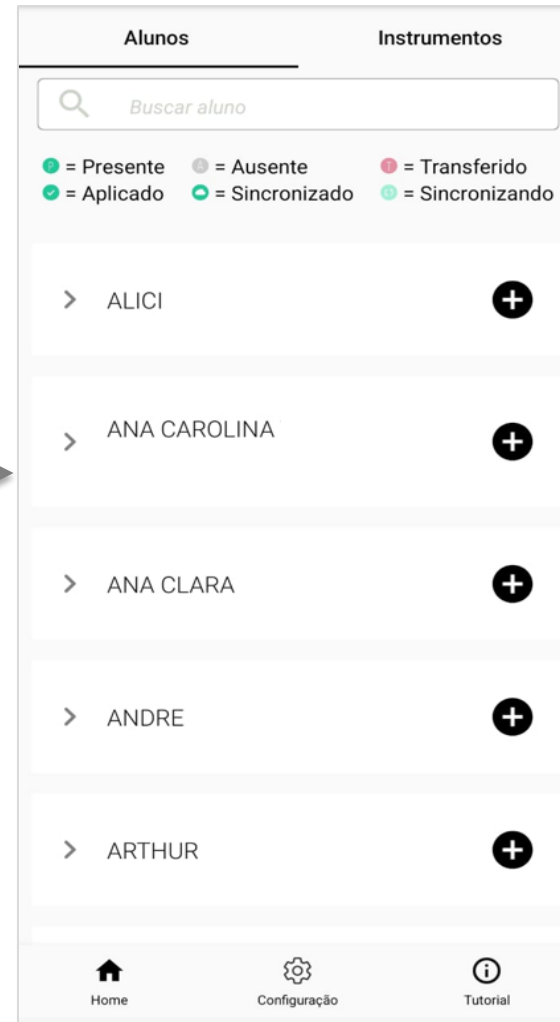 Alunos Instrumentos
Buscar aluno
P = Presente A = Ausente T = Transferido
= Aplicado = Sincronizado = Sincronizando
ALICI
ANA CAROLINA
ANA CLARA
ANDRE
ARTHUR
Home Configuração Tutorial